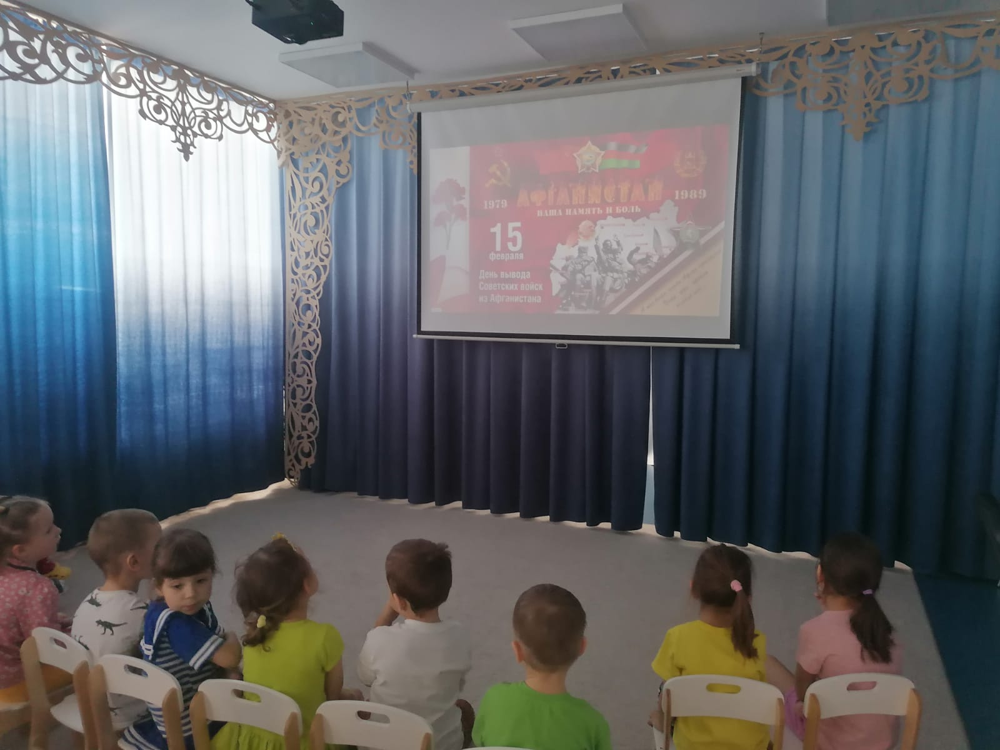 1979 АФГАНИСТАН 1989
НАША ПАМЯТЬ И БОЛЬ
15
февраля
День вывода
Советских войск
из Афганистана